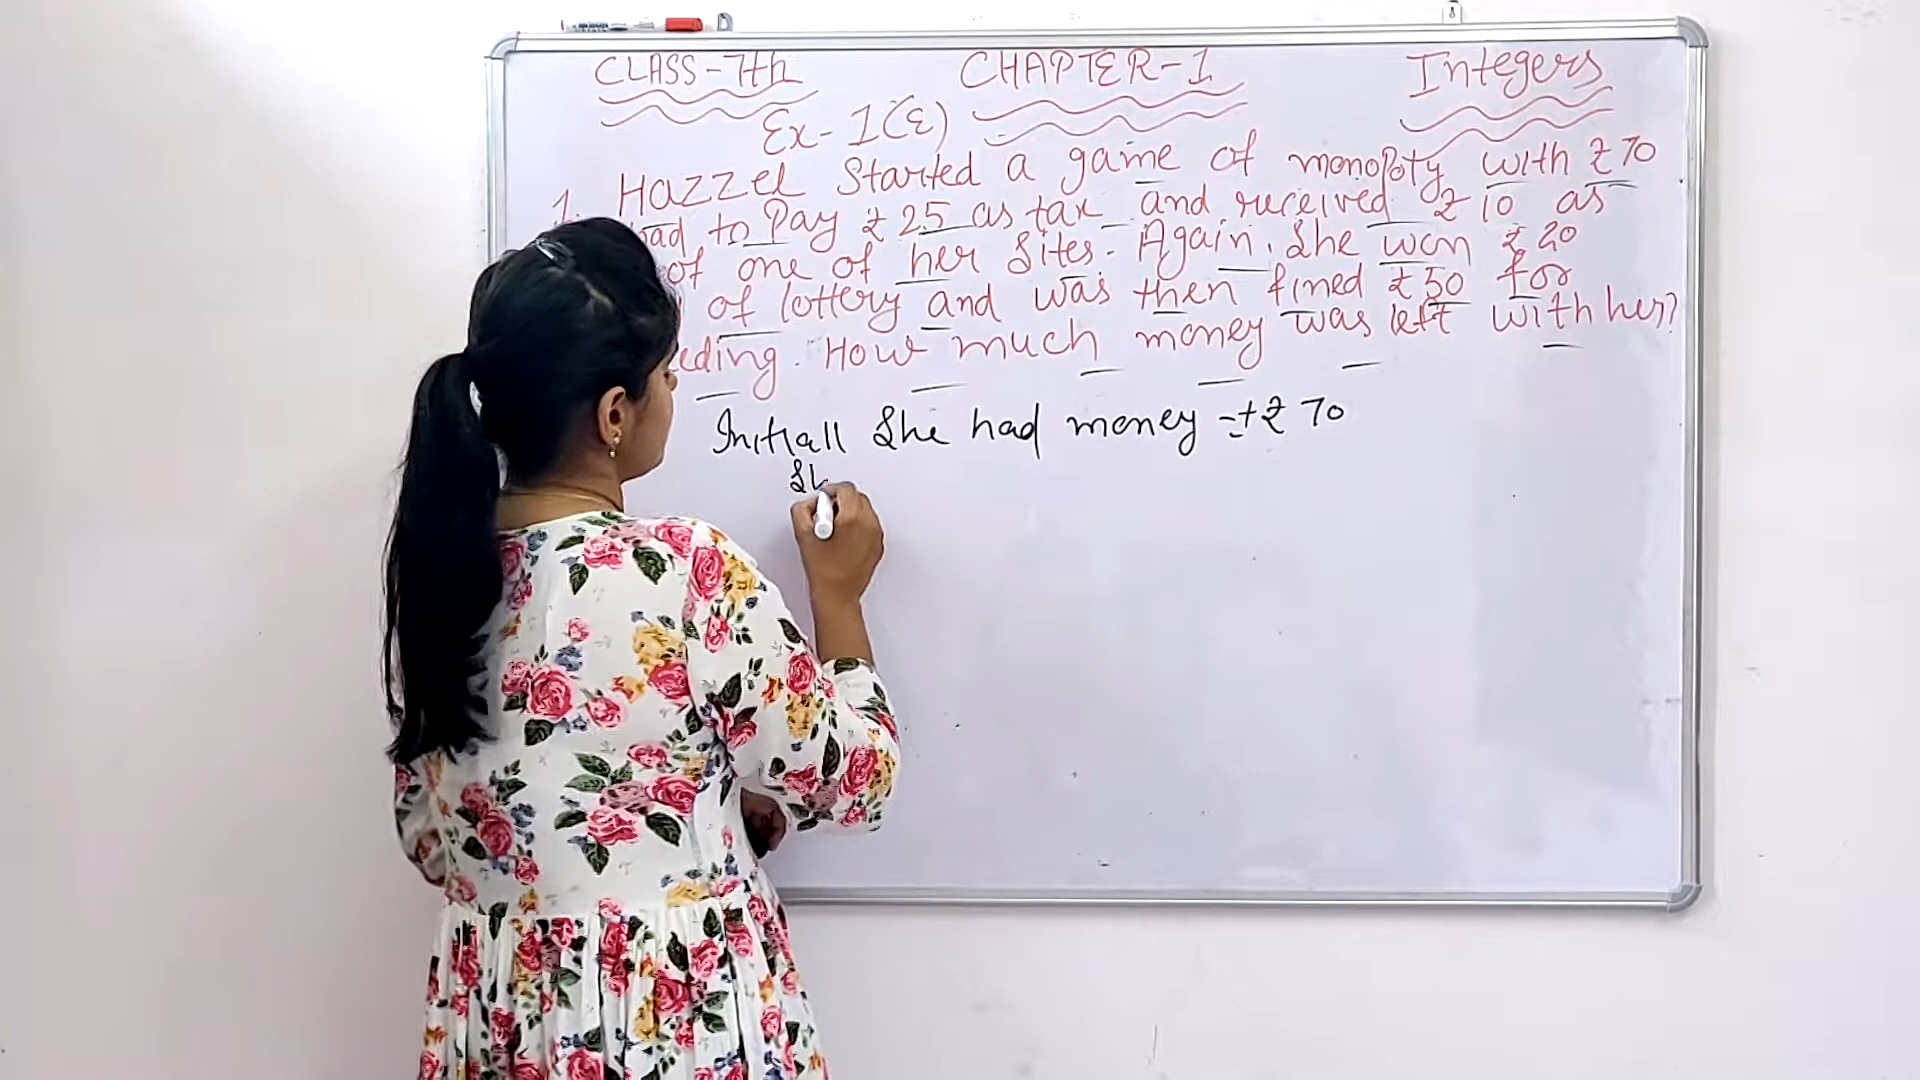 CLASS-7th CHAPTER-1 Integers
Ex-1(E)
1. Hazzel Started a game of monopoty with ₹70
had to Pay ₹25 as tax and received ₹10 as
of one of her Sites. Again, She won ₹20
of lottery and was then fined ₹50 for
eding. How much money was left with her?
Initiall She had money = +₹70
Sh